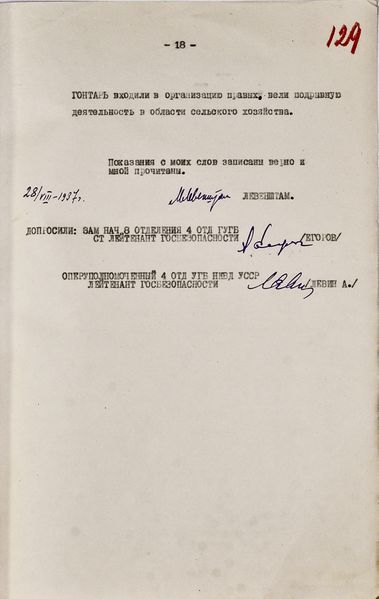 - 18 -
129
ГОНТАРЬ входили в организацию правых, вели подрывную
деятельность в области сельского хозяйства.
Показания с моих слов записаны верно и
мной прочитаны.
28/VIII-1937г. ЛЕВЕНШТАМ.
ДОПРОСИЛИ: ЗАМ НАЧ 8 ОТДЕЛЕНИЯ 4 ОТД ГУГБ
СТ ЛЕЙТЕНАНТ ГОСБЕЗОПАСНОСТИ /ЕГОРОВ/
ОПЕРУПОЛНОМОЧЕННЫЙ 4 ОТД УГБ НКВД УССР
ЛЕЙТЕНАНТ ГОСБЕЗОПАСНОСТИ /ЛЕВИН А./